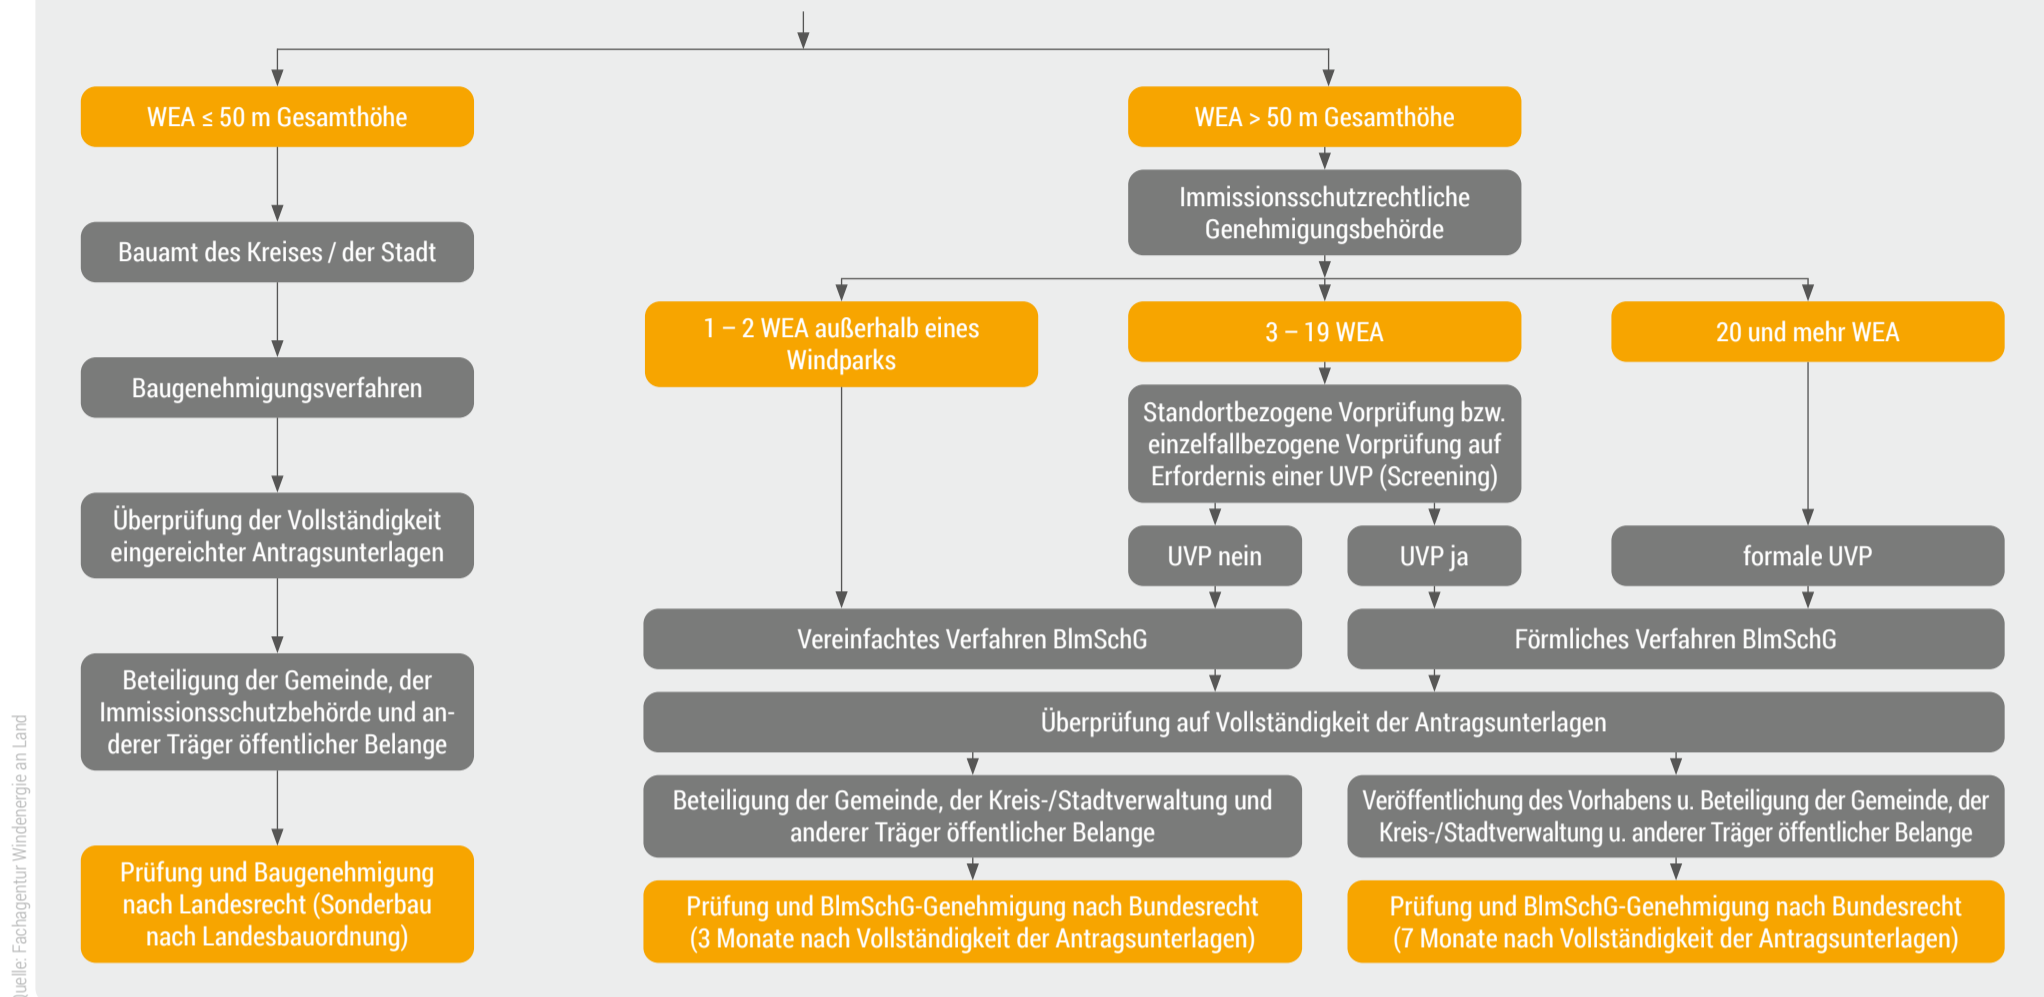 WEA ≤ 50 m Gesamthöhe
Bauamt des Kreises / der Stadt
Baugenehmigungsverfahren
Überprüfung der Vollständigkeit
eingereichter Antragsunterlagen
Beteiligung der Gemeinde, der
Immissionsschutzbehörde und an-
derer Träger öffentlicher Belange
Prüfung und Baugenehmigung
nach Landesrecht (Sonderbau
nach Landesbauordnung)
WEA > 50 m Gesamthöhe
Immissionsschutzrechtliche
Genehmigungsbehörde
1 – 2 WEA außerhalb eines
Windparks
3 – 19 WEA
20 und mehr WEA
Standortbezogene Vorprüfung bzw.
einzelfallbezogene Vorprüfung auf
Erfordernis einer UVP (Screening)
UVP nein
UVP ja
formale UVP
Vereinfachtes Verfahren BImSchG
Förmliches Verfahren BImSchG
Überprüfung auf Vollständigkeit der Antragsunterlagen
Beteiligung der Gemeinde, der Kreis-/Stadtverwaltung und
anderer Träger öffentlicher Belange
Veröffentlichung des Vorhabens u. Beteiligung der Gemeinde, der
Kreis-/Stadtverwaltung u. anderer Träger öffentlicher Belange
Prüfung und BImSchG-Genehmigung nach Bundesrecht
(3 Monate nach Vollständigkeit der Antragsunterlagen)
Prüfung und BImSchG-Genehmigung nach Bundesrecht
(7 Monate nach Vollständigkeit der Antragsunterlagen)
Fachagentur Windenergie an Land